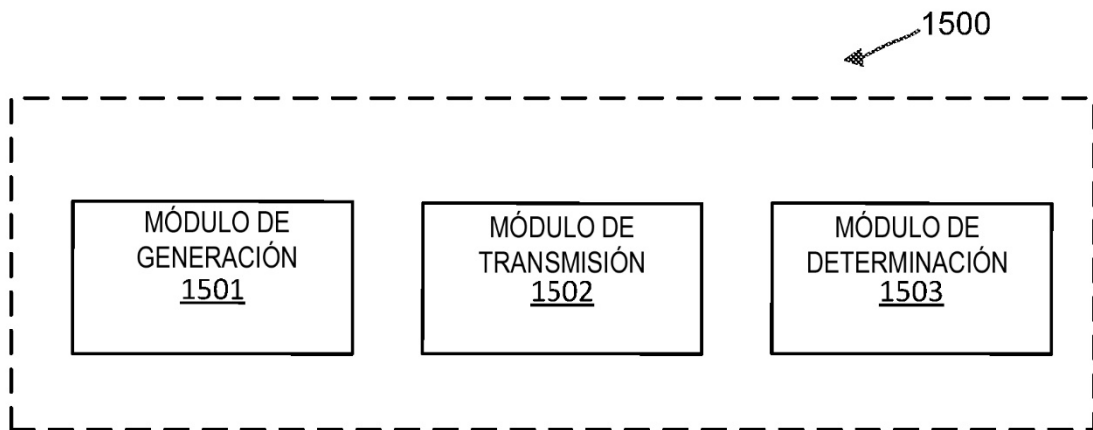 1500
MÓDULO DE
GENERACIÓN
1501
MÓDULO DE
TRANSMISIÓN
1502
MÓDULO DE
DETERMINACIÓN
1503